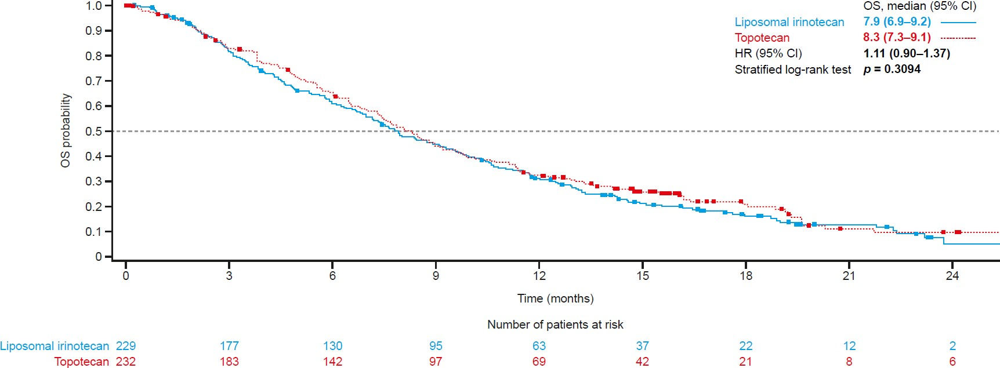 OS, median (95% CI)
Liposomal irinotecan 7.9 (6.9–9.2)
Topotecan 8.3 (7.3–9.1)
HR (95% CI) 1.11 (0.90–1.37)
Stratified log-rank test p = 0.3094
OS probability
1.0
0.9
0.8
0.7
0.6
0.5
0.4
0.3
0.2
0.1
0
0 3 6 9 12 15 18 21 24
Time (months)
Number of patients at risk
Liposomal irinotecan 229 177 130 95 63 37 22 12 2
Topotecan 232 183 142 97 69 42 21 8 6